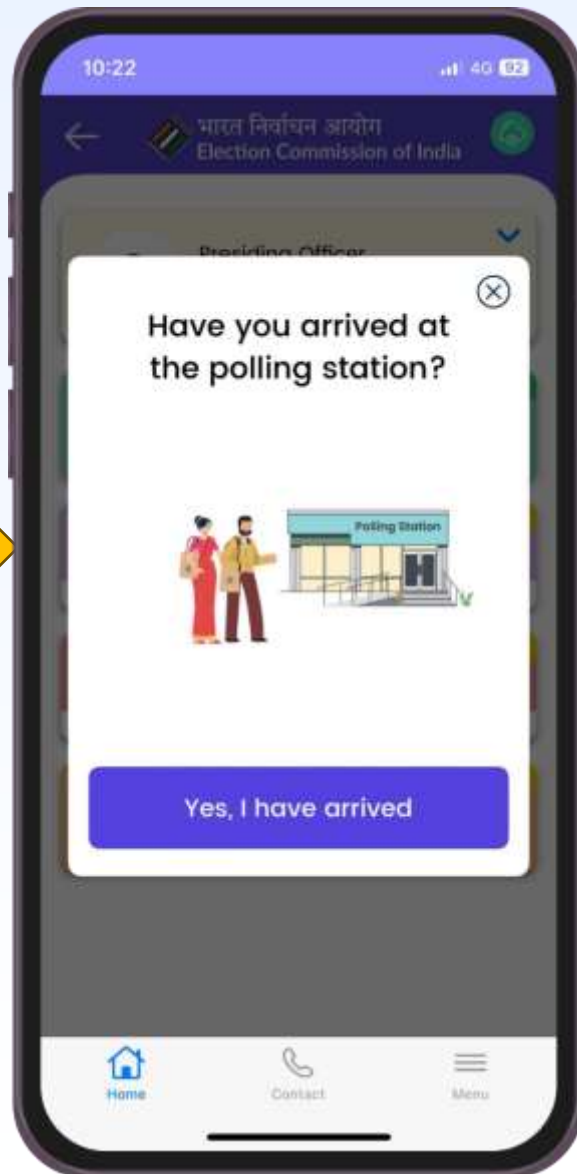 10:22
4G 92
भारत निर्वाचन आयोग
Election Commission of India
Presiding Officer
Have you arrived at
the polling station?
Polling Station
Yes, I have arrived
Home
Contact
Menu